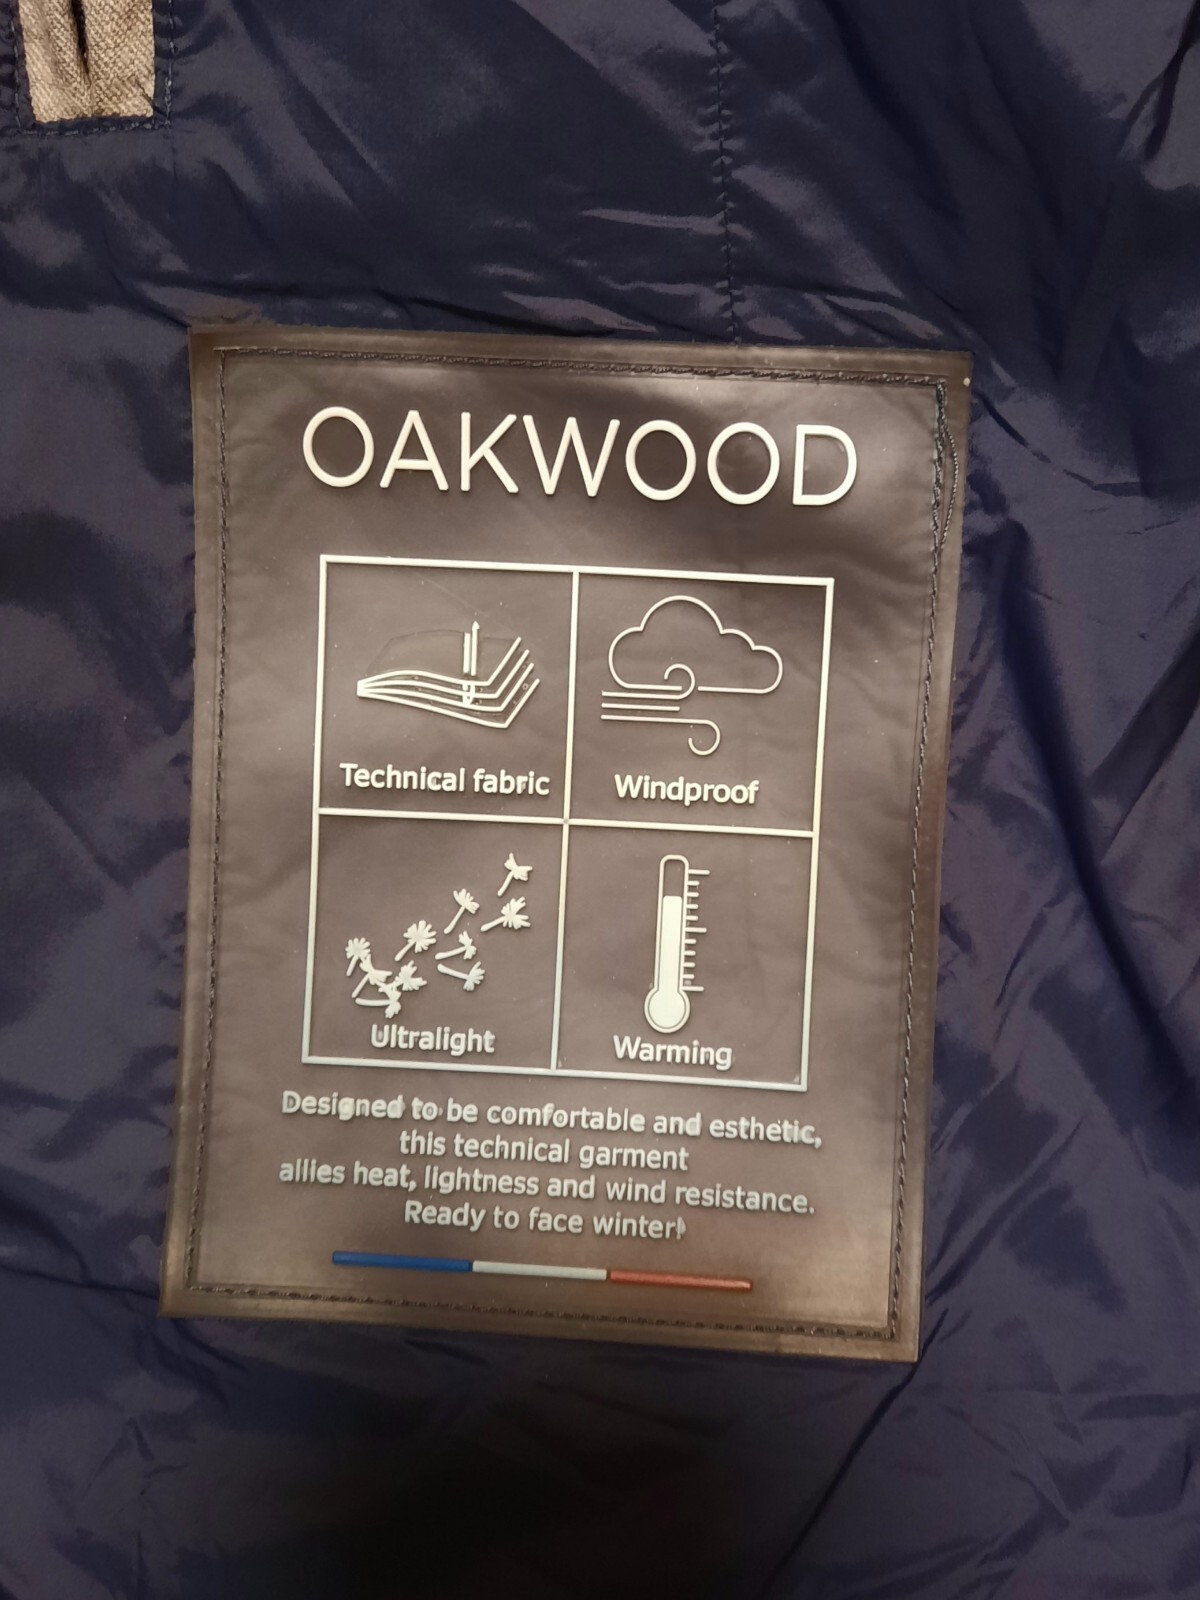 OAKWOOD
Technical fabric
Windproof
Ultralight
Warming
Designed to be comfortable and esthetic,
this technical garment
allies heat, lightness and wind resistance.
Ready to face winter!